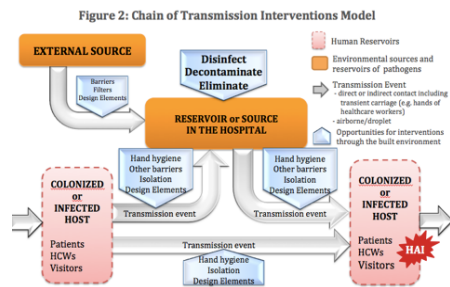 Figure 2: Chain of Transmission Interventions Model
EXTERNAL SOURCE
Barriers
Filters
Design Elements
Disinfect
Decontaminate
Eliminate
Human Reservoirs
Environmental sources and
reservoirs of pathogens
Transmission Event
- direct or indirect contact including
transient carriage (e.g. hands of
healthcare workers)
- airborne/droplet
Opportunities for interventions
through the built environment
RESERVOIR or SOURCE
IN THE HOSPITAL
Hand hygiene
Other barriers
Isolation
Design Elements
Transmission event
Hand hygiene
Other barriers
Isolation
Design Elements
Transmission event
COLONIZED
or
INFECTED
HOST
Patients
HCWs
Visitors
Transmission event
Hand hygiene
Isolation
Design Elements
COLONIZED
or
INFECTED
HOST
Patients
HCWs
Visitors
HAI